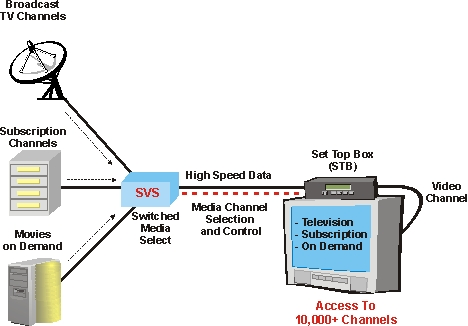 Broadcast
TV Channels
Subscription
Channels
Movies
on Demand
SVS
Switched
Media
Select
High Speed Data
Media Channel
Selection
and Control
Set Top Box
(STB)
Video
Channel
- Television
- Subscription
- On Demand
Access To
10,000+ Channels